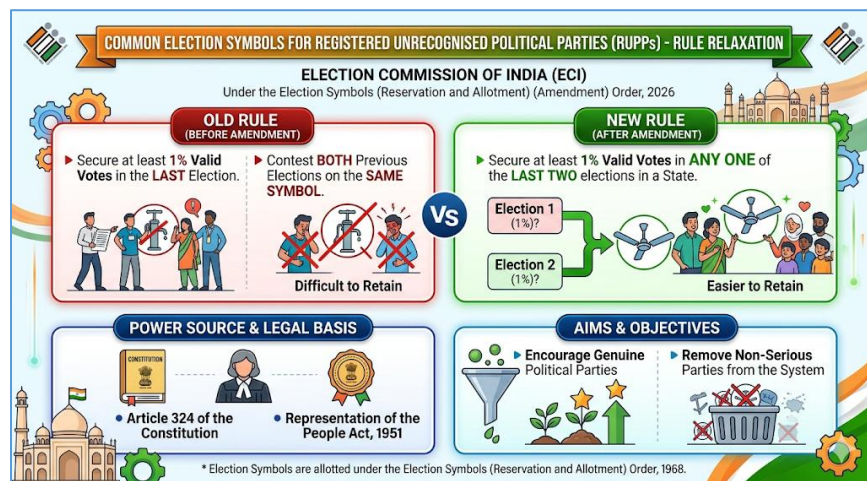 COMMON ELECTION SYMBOLS FOR REGISTERED UNRECOGNISED POLITICAL PARTIES (RUPPs) - RULE RELAXATION
ELECTION COMMISSION OF INDIA (ECI)
Under the Election Symbols (Reservation and Allotment) (Amendment) Order, 2026
OLD RULE
(BEFORE AMENDMENT)
Secure at least 1% Valid
Votes in the LAST Election.
Contest BOTH Previous
Elections on the SAME
SYMBOL.
Difficult to Retain
VS
NEW RULE
(AFTER AMENDMENT)
Secure at least 1% Valid Votes in ANY ONE of
the LAST TWO elections in a State.
Election 1
(1%)?
Election 2
(1%)?
Easier to Retain
POWER SOURCE & LEGAL BASIS
CONSTITUTION
• Article 324 of the
Constitution
• Representation of the
People Act, 1951
AIMS & OBJECTIVES
Encourage Genuine
Political Parties
Remove Non-Serious
Parties from the System
* Election Symbols are allotted under the Election Symbols (Reservation and Allotment) Order, 1968.